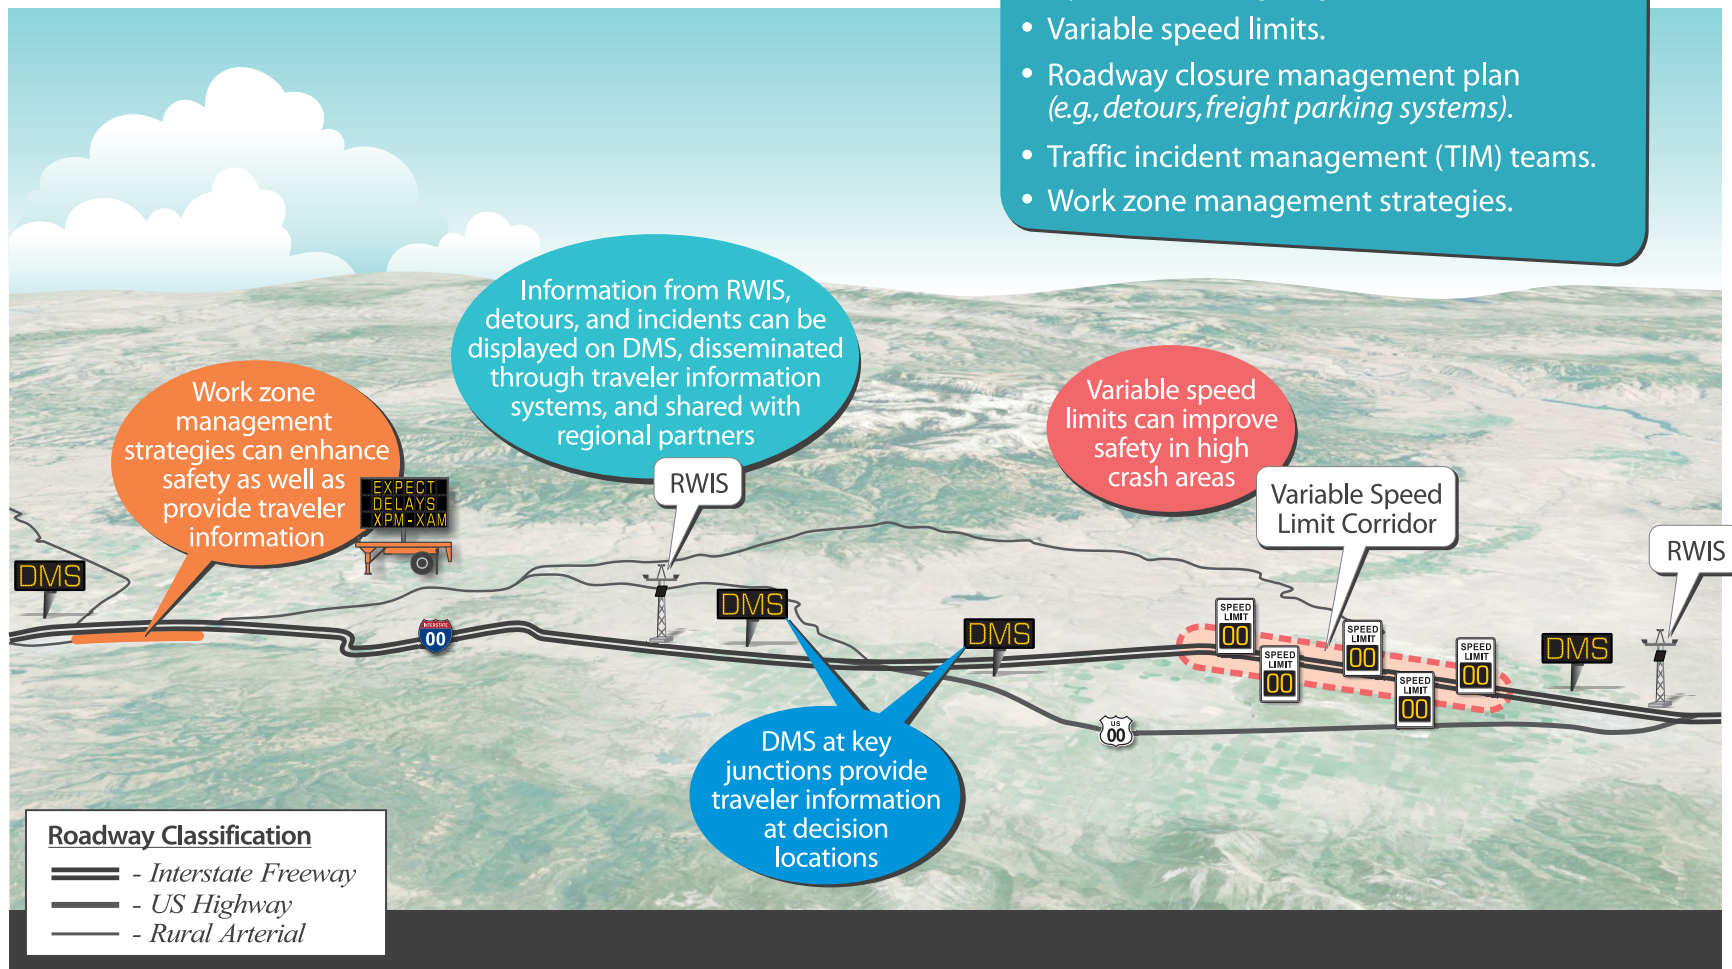 • Variable speed limits.
• Roadway closure management plan
(e.g., detours, freight parking systems).
• Traffic incident management (TIM) teams.
• Work zone management strategies.
Information from RWIS,
detours, and incidents can be
displayed on DMS, disseminated
through traveler information
systems, and shared with
regional partners
Work zone
management
strategies can enhance
safety as well as
provide traveler
information
Variable speed
limits can improve
safety in high
crash areas
EXPECT
DELAYS
XPM-XAM
RWIS
Variable Speed
Limit Corridor
RWIS
DMS
DMS
DMS
DMS
INTERSTATE
00
SPEED
LIMIT
00
SPEED
LIMIT
00
SPEED
LIMIT
00
SPEED
LIMIT
00
SPEED
LIMIT
00
US
00
DMS at key
junctions provide
traveler information
at decision
locations
Roadway Classification
- Interstate Freeway
- US Highway
- Rural Arterial